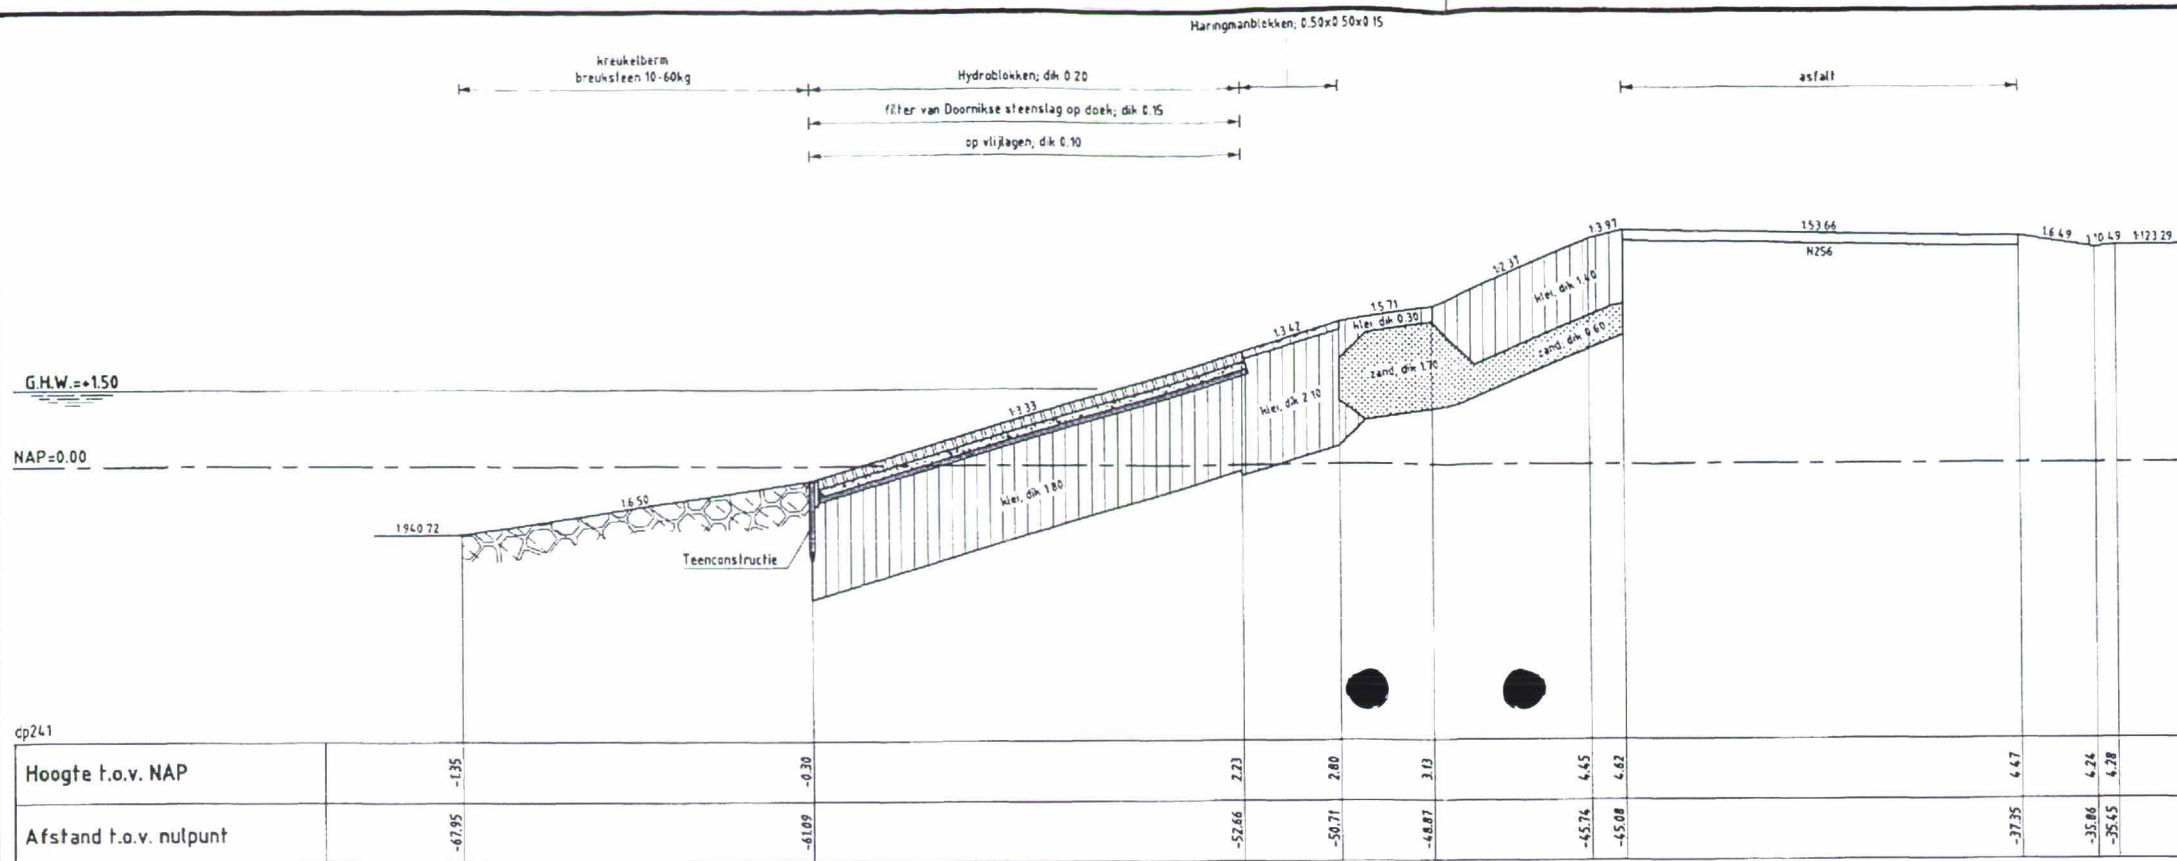 Haringmanblokken; 0.50x0.50x0.15
kreukelberm
breuksteen 10-60kg
Hydroblokken; dik 0.20
asfalt
filter van Doornikse steenslag op doek; dik 0.15
op vlijlagen; dik 0.10
1:3.97
1:53.66
1:6.49
1:10.49
1:123.29
N256
1:2.37
klei, dik 1.40
1:5.71
klei, dik 0.30
1:3.42
zand, dik 0.60
zand, dik 1.70
G.H.W.=+1.50
1:3.33
klei, dik 2.10
NAP=0.00
1:6.50
klei, dik 1.80
1:940.72
Teenconstructie
dp241
Hoogte t.o.v. NAP -1.35 -0.30 2.23 2.80 3.13 4.45 4.62 4.47 4.24 4.28
Afstand t.o.v. nulpunt -67.95 -61.09 -52.66 -50.71 -48.87 -45.74 -45.08 -37.35 -35.86 -35.45